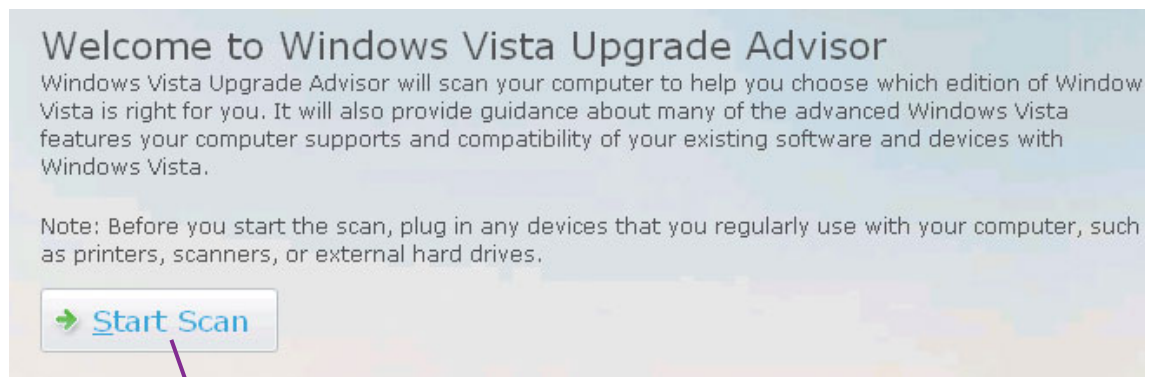 Welcome to Windows Vista Upgrade Advisor
Windows Vista Upgrade Advisor will scan your computer to help you choose which edition of Window
Vista is right for you. It will also provide guidance about many of the advanced Windows Vista
features your computer supports and compatibility of your existing software and devices with
Windows Vista.
Note: Before you start the scan, plug in any devices that you regularly use with your computer, such
as printers, scanners, or external hard drives.
Start Scan